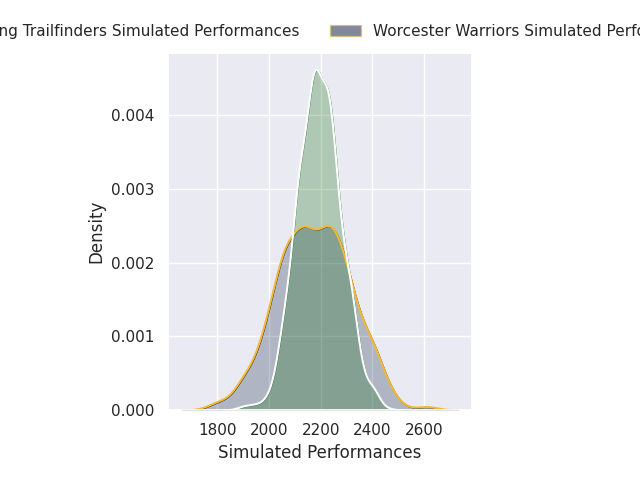 ng Trailfinders Simulated Performances Worcester Warriors Simulated Perfo
0.004
0.003
0.002
0.001
0.000
Density
1800 2000 2200 2400 2600
Simulated Performances